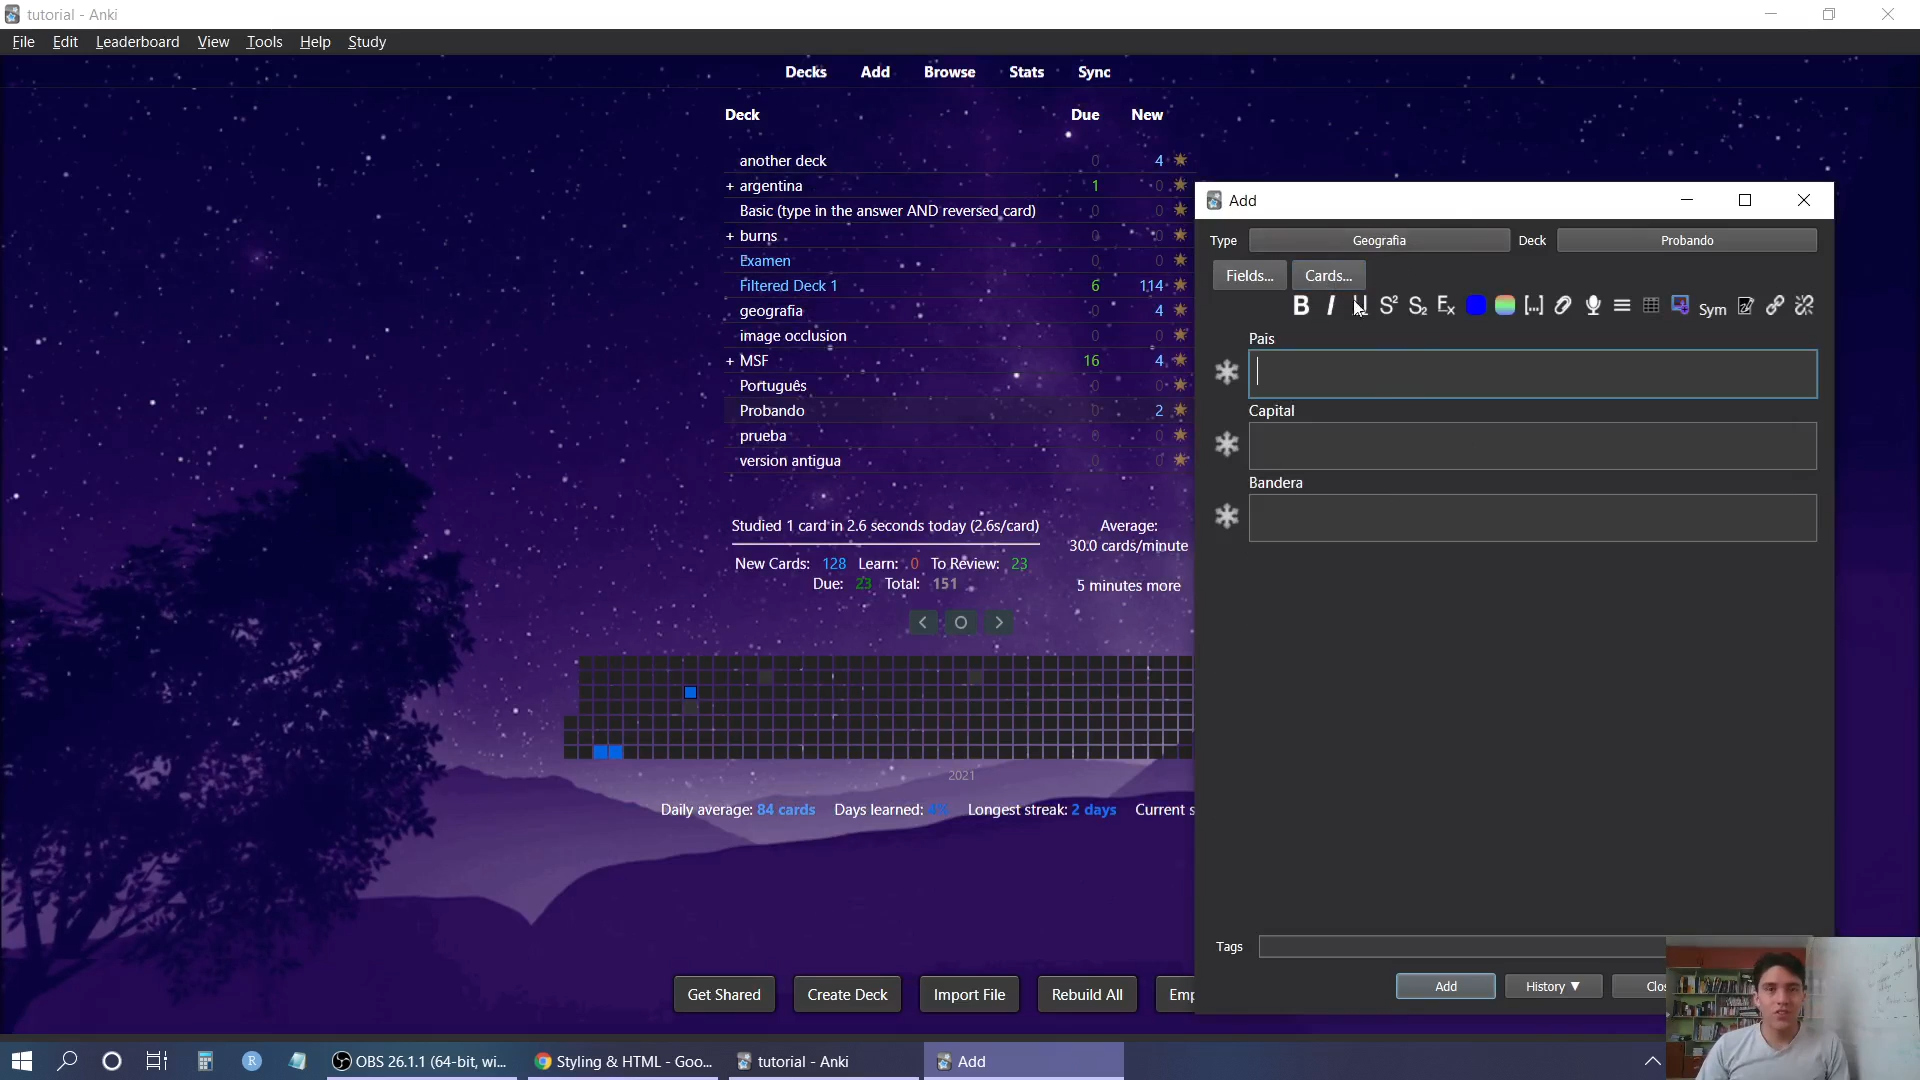 tutorial - Anki
File Edit Leaderboard View Tools Help Study
Decks Add Browse Stats Sync
Deck Due New
another deck 0 4
+ argentina 1 0
Basic (type in the answer AND reversed card) 0 0
+ burns 0 0
Examen 0 0
Filtered Deck 1 6 114
geografia 0 4
image occlusion 0 0
+ MSF 16 4
Português 0 0
Probando 0 2
prueba 0 0
version antigua 0 0
Studied 1 card in 2.6 seconds today (2.6s/card)
New Cards: 128 Learn: 0 To Review: 23
Due: 23 Total: 151
Average:
30.0 cards/minute
5 minutes more
2021
Daily average: 84 cards Days learned: 4% Longest streak: 2 days Current s
Get Shared Create Deck Import File Rebuild All Emp
Add
Type Geografia Deck Probando
Fields... Cards...
B I U S² S₂ Ex [...] Sym
Pais
Capital
Bandera
Tags
Add History ▼ Clo
OBS 26.1.1 (64-bit, wi... Styling & HTML - Goo... tutorial - Anki Add